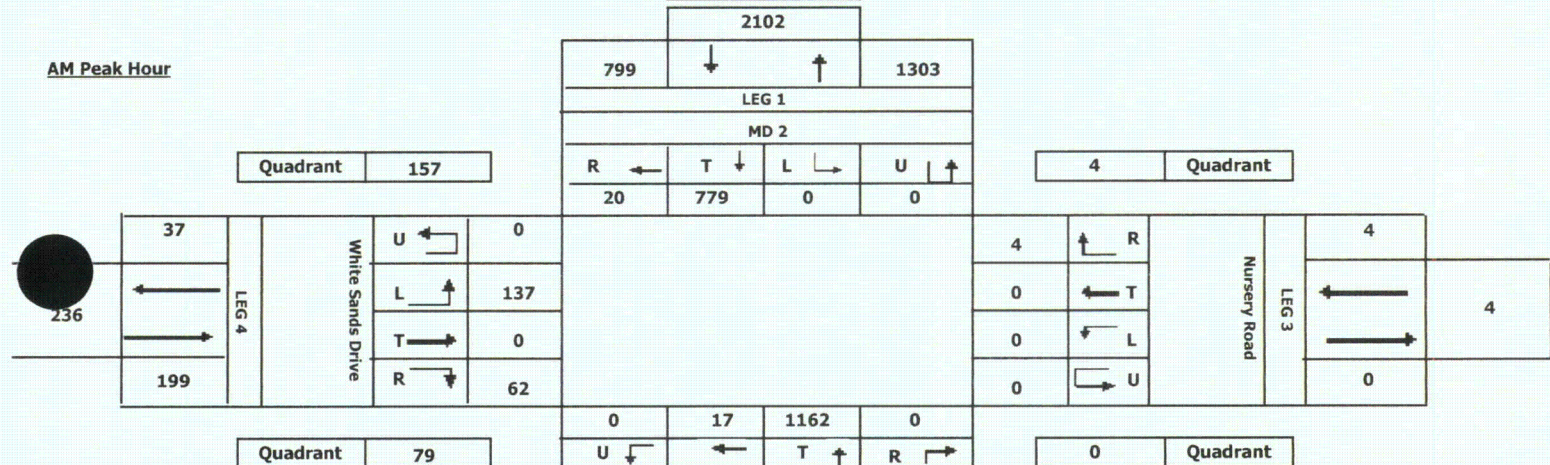 2102
AM Peak Hour
799 1303
LEG 1
MD 2
Quadrant 157
R T L U
4 Quadrant
20 779 0 0
37 U 0
4 R 4
236 LEG 4 White Sands Drive L 137
0 T Nursery Road LEG 3 4
T 0
0 L
199 R 62
0 U 0
0 17 1162 0
Quadrant 79
U T R
0 Quadrant